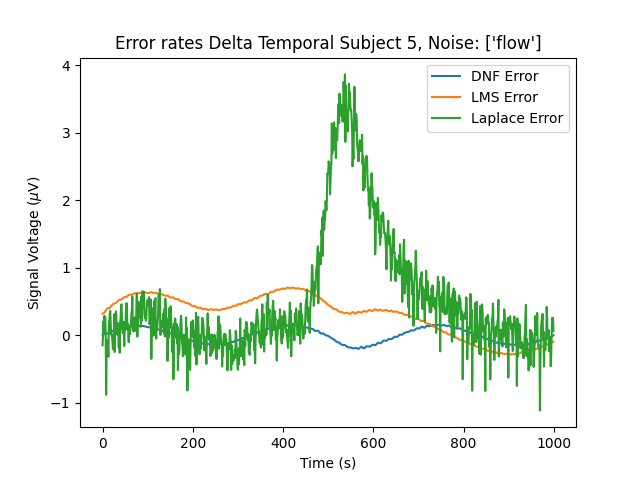 Error rates Delta Temporal Subject 5, Noise: ['flow']
DNF Error
LMS Error
Laplace Error
Signal Voltage (μV)
4
3
2
1
0
−1
0 200 400 600 800 1000
Time (s)